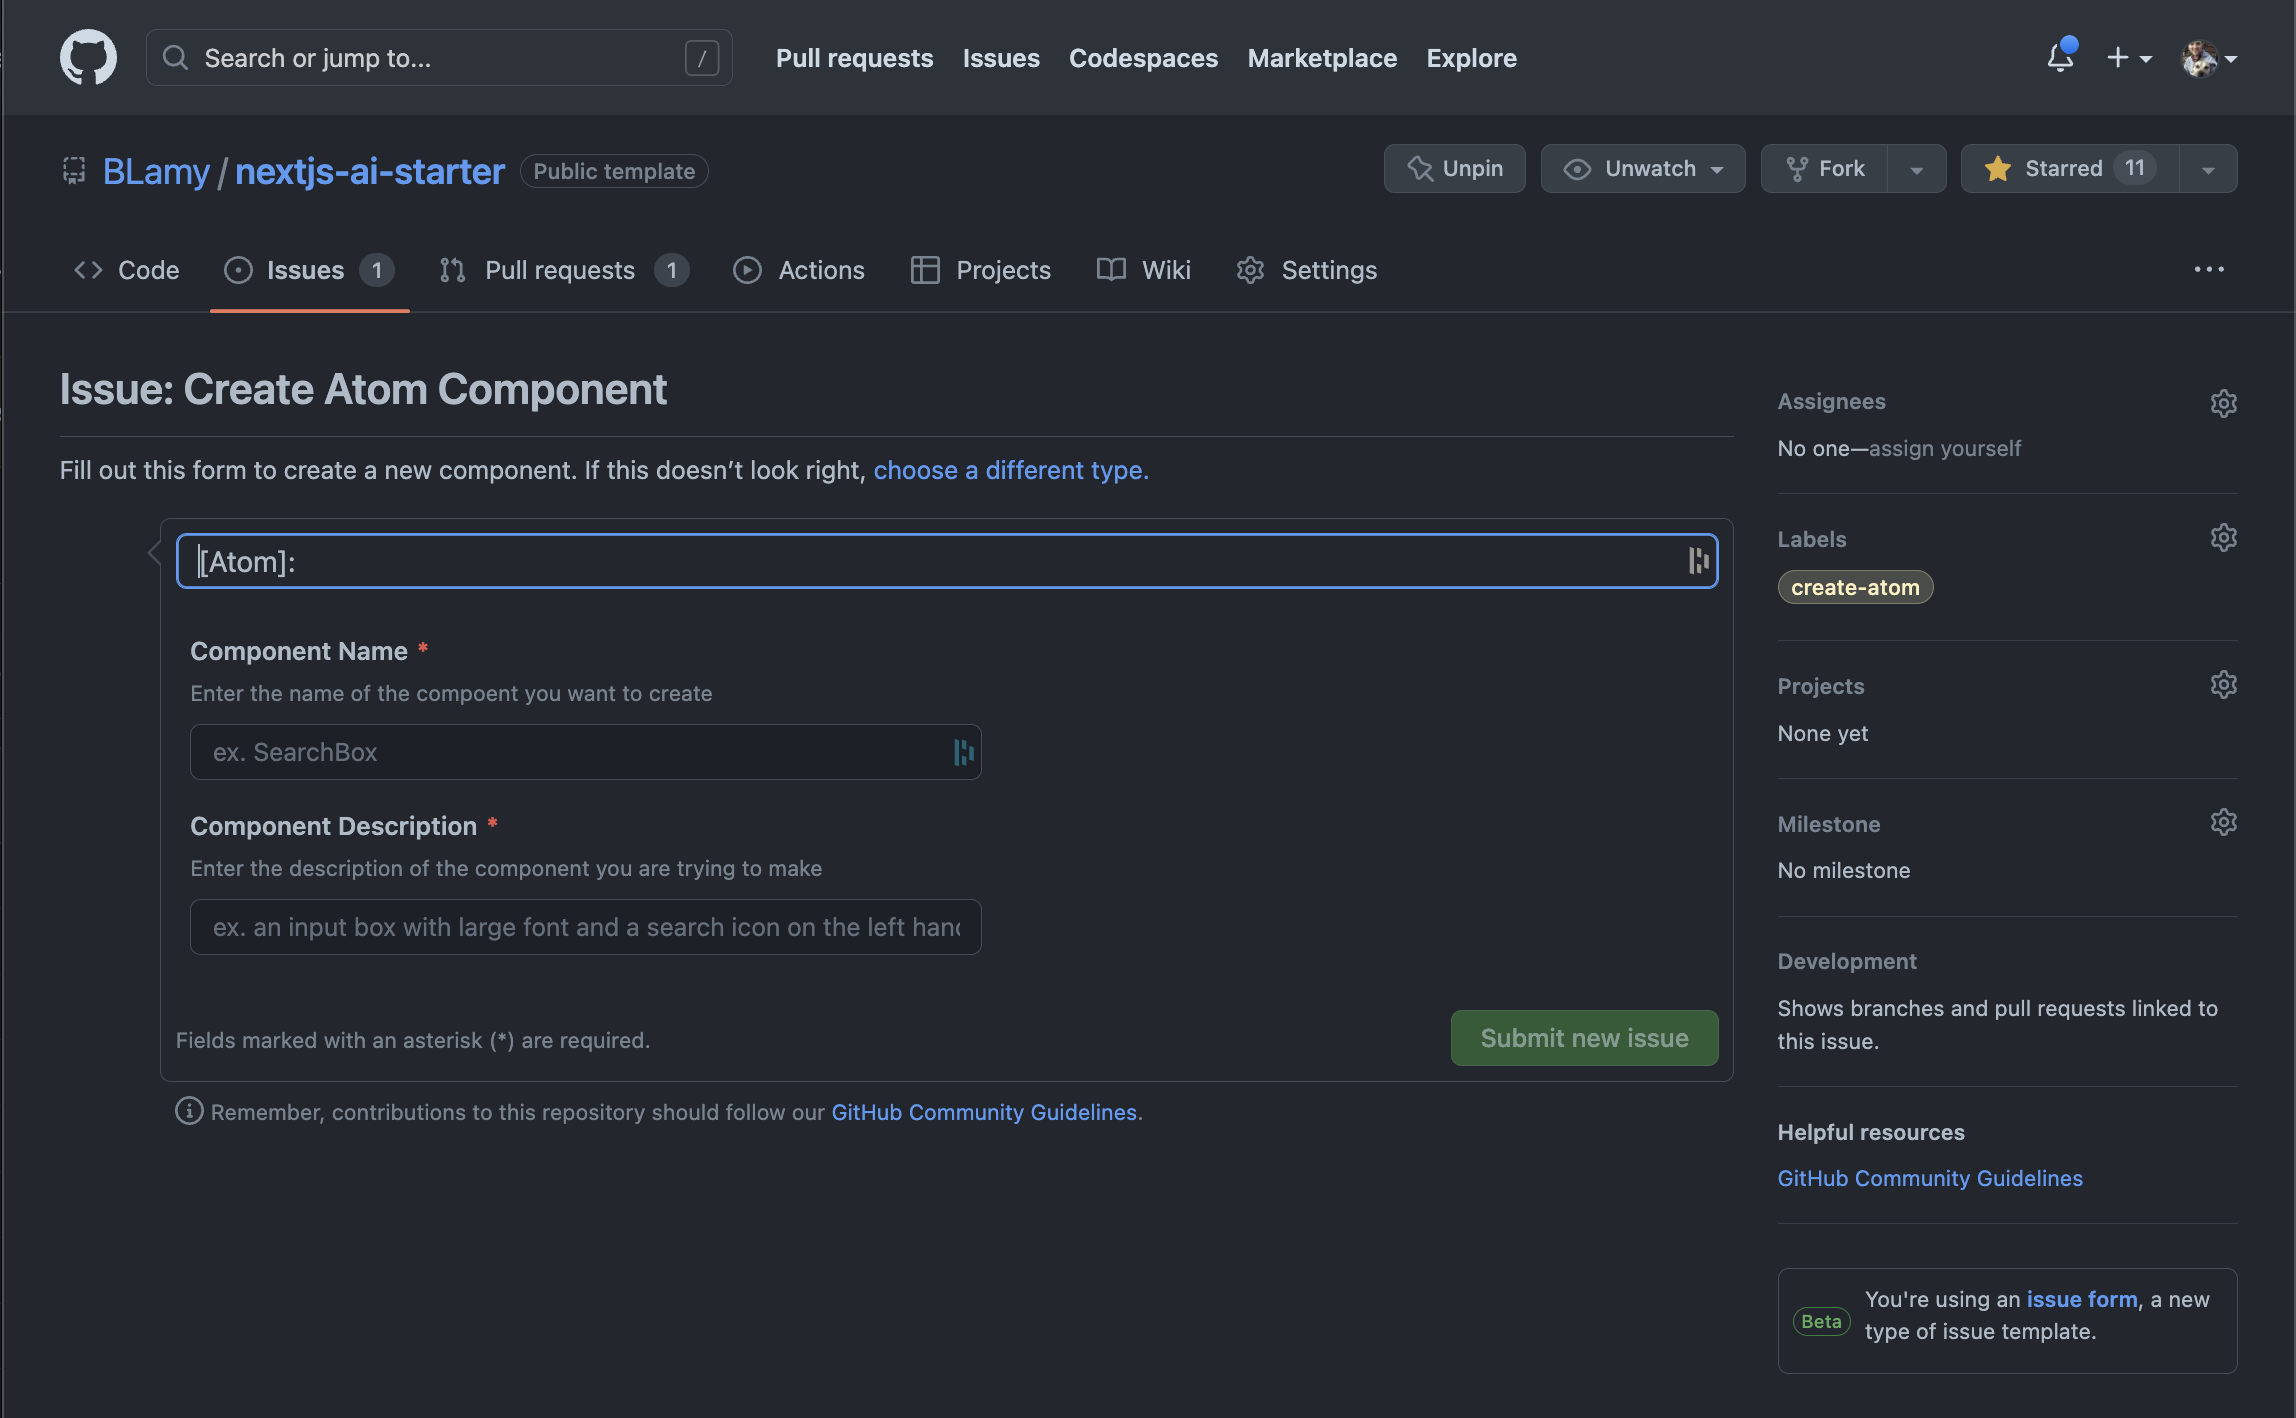 Search or jump to... /
Pull requests Issues Codespaces Marketplace Explore
BLamy / nextjs-ai-starter Public template
Unpin Unwatch Fork Starred 11
Code Issues 1 Pull requests 1 Actions Projects Wiki Settings
Issue: Create Atom Component
Fill out this form to create a new component. If this doesn’t look right, choose a different type.
[Atom]:
Component Name *
Enter the name of the compoent you want to create
ex. SearchBox
Component Description *
Enter the description of the component you are trying to make
ex. an input box with large font and a search icon on the left hand
Fields marked with an asterisk (*) are required.
Submit new issue
Remember, contributions to this repository should follow our GitHub Community Guidelines.
Assignees
No one—assign yourself
Labels
create-atom
Projects
None yet
Milestone
No milestone
Development
Shows branches and pull requests linked to
this issue.
Helpful resources
GitHub Community Guidelines
Beta
You're using an issue form, a new
type of issue template.